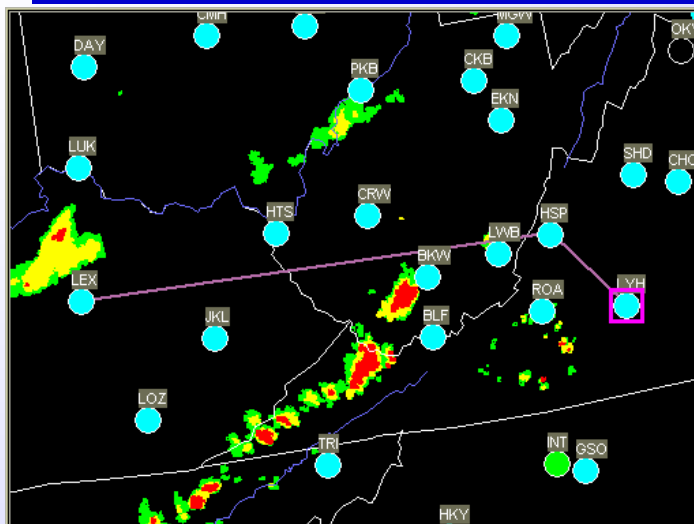 CMH
MGW
OKV
DAY
PKB
CKB
EKN
LUK
SHD
CHO
CRW
HTS
HSP
LWB
BKW
LEX
ROA
LYH
JKL
BLF
LOZ
TRI
INT
GSO
HKY